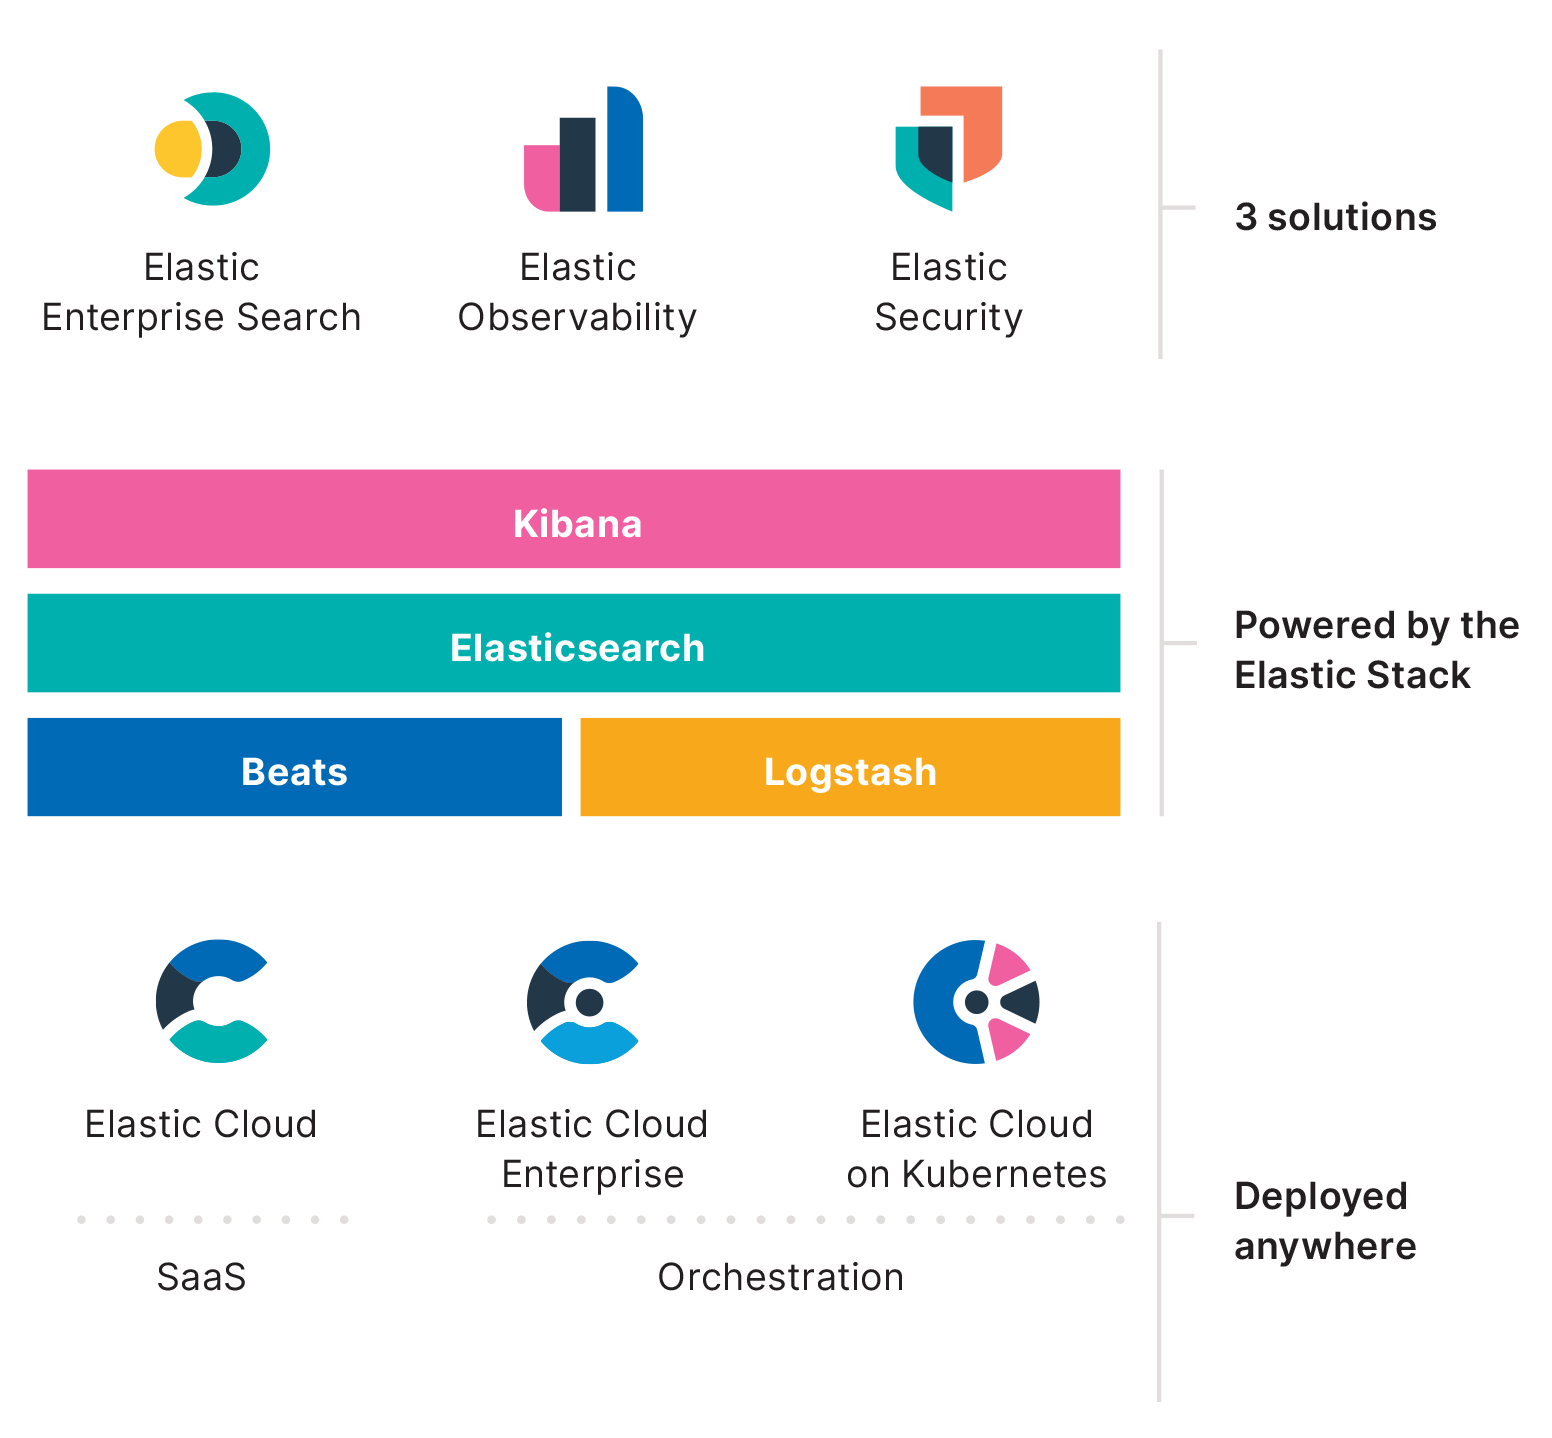 Elastic
Enterprise Search
Elastic
Observability
Elastic
Security
3 solutions
Kibana
Elasticsearch
Beats
Logstash
Powered by the
Elastic Stack
Elastic Cloud
Elastic Cloud
Enterprise
Elastic Cloud
on Kubernetes
SaaS
Orchestration
Deployed
anywhere